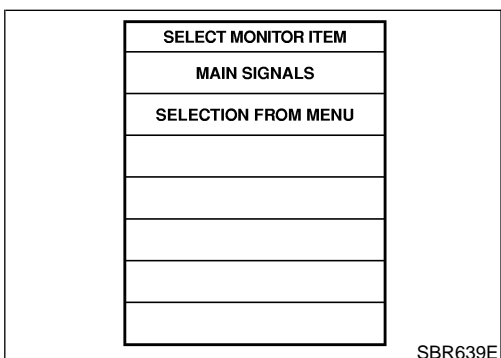 SELECT MONITOR ITEM
MAIN SIGNALS
SELECTION FROM MENU
SBR639E